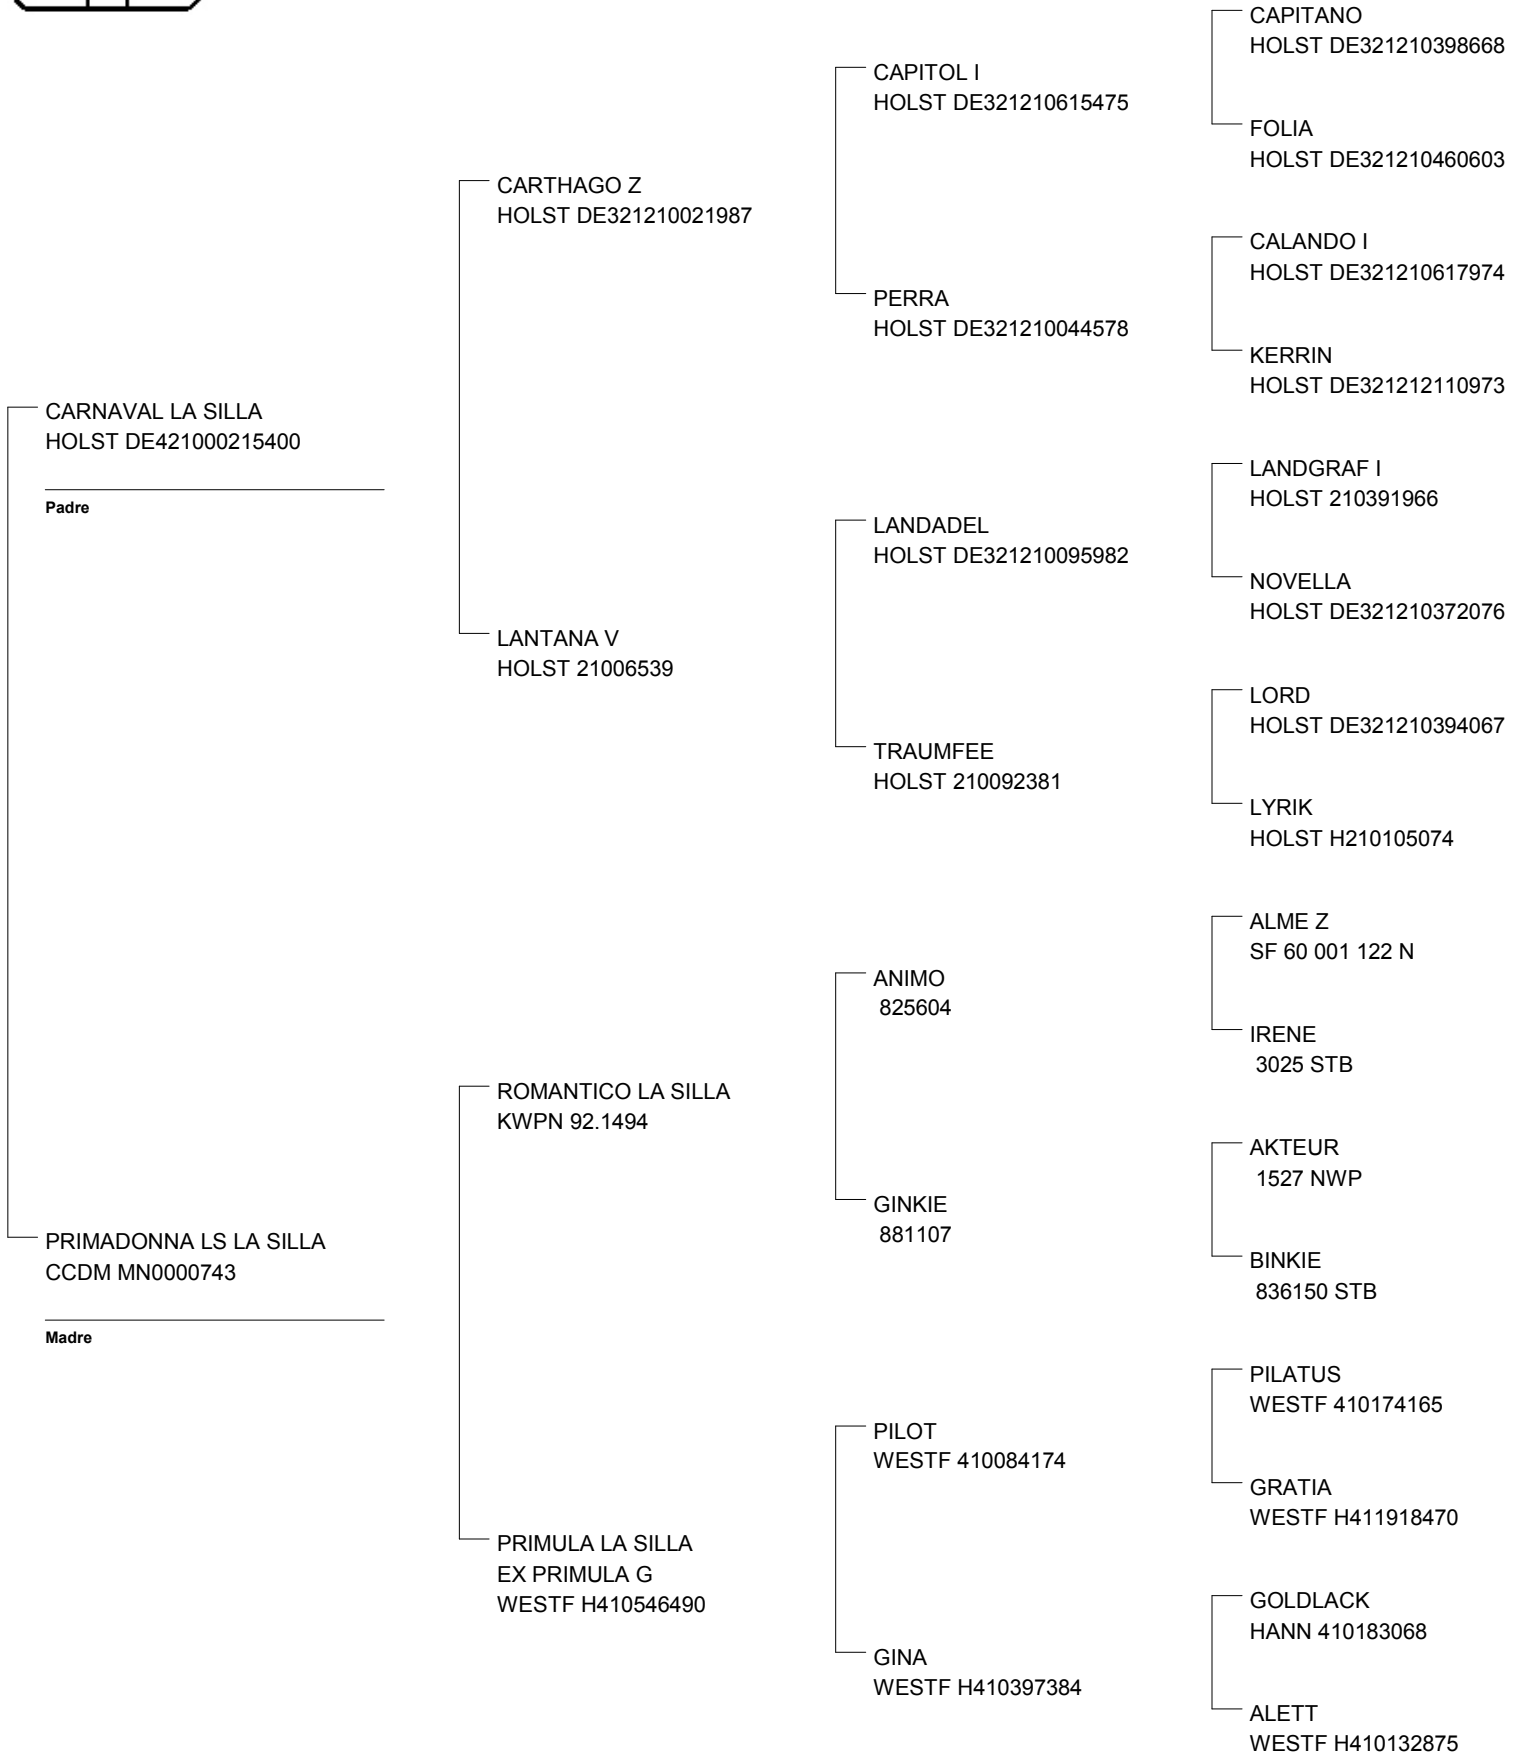 CARNAVAL LA SILLA
HOLST DE421000215400
Padre
PRIMADONNA LS LA SILLA
CCDM MN0000743
Madre
CARTHAGO Z
HOLST DE321210021987
LANTANA V
HOLST 21006539
ROMANTICO LA SILLA
KWPN 92.1494
PRIMULA LA SILLA
EX PRIMULA G
WESTF H410546490
CAPITOL I
HOLST DE321210615475
PERRA
HOLST DE321210044578
LANDADEL
HOLST DE321210095982
TRAUMFEE
HOLST 210092381
ANIMO
825604
GINKIE
881107
PILOT
WESTF 410084174
GINA
WESTF H410397384
CAPITANO
HOLST DE321210398668
FOLIA
HOLST DE321210460603
CALANDO I
HOLST DE321210617974
KERRIN
HOLST DE321212110973
LANDGRAF I
HOLST 210391966
NOVELLA
HOLST DE321210372076
LORD
HOLST DE321210394067
LYRIK
HOLST H210105074
ALME Z
SF 60 001 122 N
IRENE
3025 STB
AKTEUR
1527 NWP
BINKIE
836150 STB
PILATUS
WESTF 410174165
GRATIA
WESTF H411918470
GOLDLACK
HANN 410183068
ALETT
WESTF H410132875